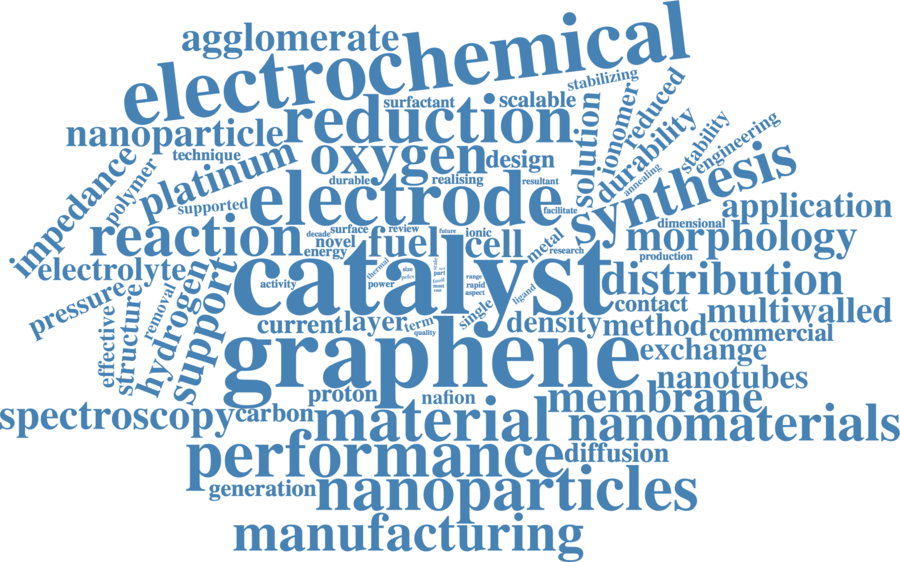 agglomerate
electrochemical
stabilizing
surfactant
scalable
reduced
nanoparticle
reduction
solution
ionomer
durability
stability
engineering
technique
platinum
oxygen
design
annealing
impedance
polymer
durable
realising
resultant
supported
electrode
facilitate
synthesis
application
reaction
decade
surface
review
future
ionic
novel
fuel
cell
energy
metal
research
dimensional
morphology
production
electrolyte
hydrogen
support
catalyst
thermal
size
part
range
power
rapid
activity
aspect
cost
single
ligand
distribution
contact
multiwalled
pressure
effective
structure
removal
current
layer
term
quality
density
method
commercial
graphene
exchange
nanotubes
proton
nafion
membrane
spectroscopy
carbon
material
nanomaterials
performance
diffusion
generation
nanoparticles
manufacturing